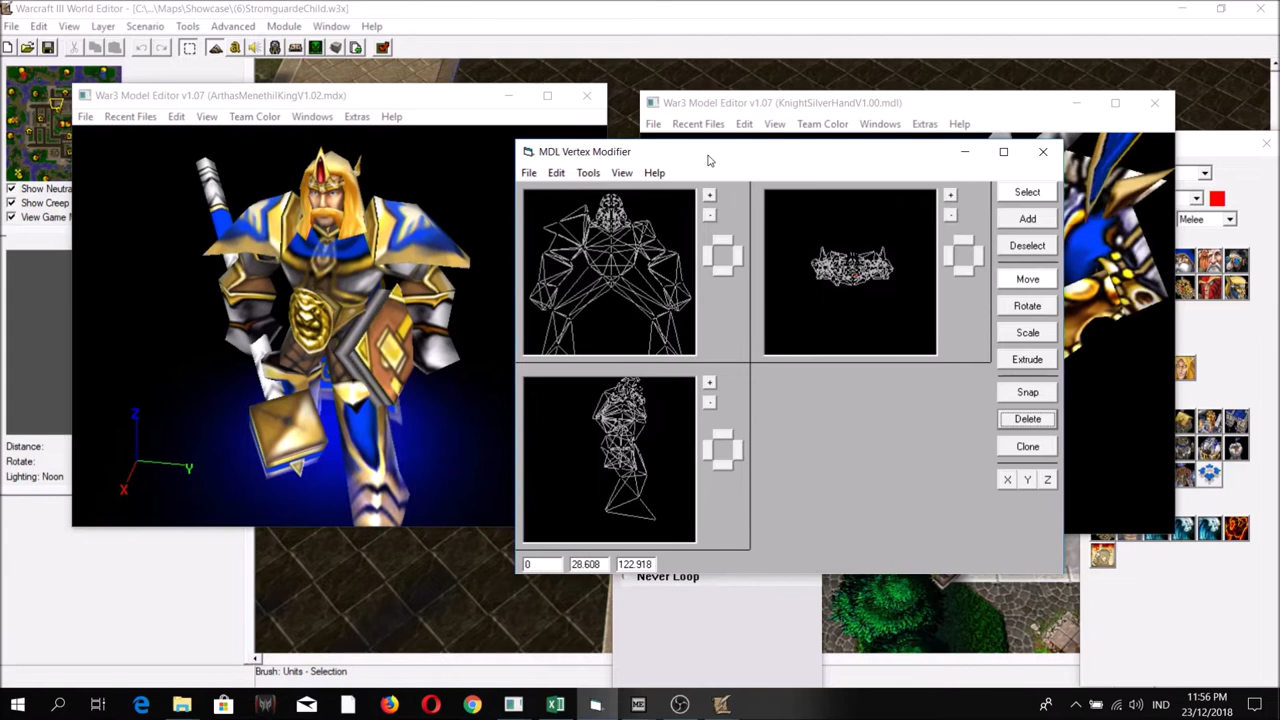 Warcraft III World Editor - [C:\...\Maps\Showcase\(6)StromguardeChild.w3x]
File Edit View Layer Scenario Tools Advanced Module Window Help
War3 Model Editor v1.07 (ArthasMenethilKingV1.02.mdx)
File Recent Files Edit View Team Color Windows Extras Help
War3 Model Editor v1.07 (KnightSilverHandV1.00.mdl)
File Recent Files Edit View Team Color Windows Extras Help
MDL Vertex Modifier
File Edit Tools View Help
+
-
+
-
+
-
Select
Add
Deselect
Move
Rotate
Scale
Extrude
Snap
Delete
Clone
X Y Z
0 28.608 122.918
Show Neutra
Show Creep
View Game
Melee
Distance:
Rotate:
Lighting: Noon
Z
Y
X
Never Loop
Brush: Units - Selection
ME
IND
11:56 PM
23/12/2018